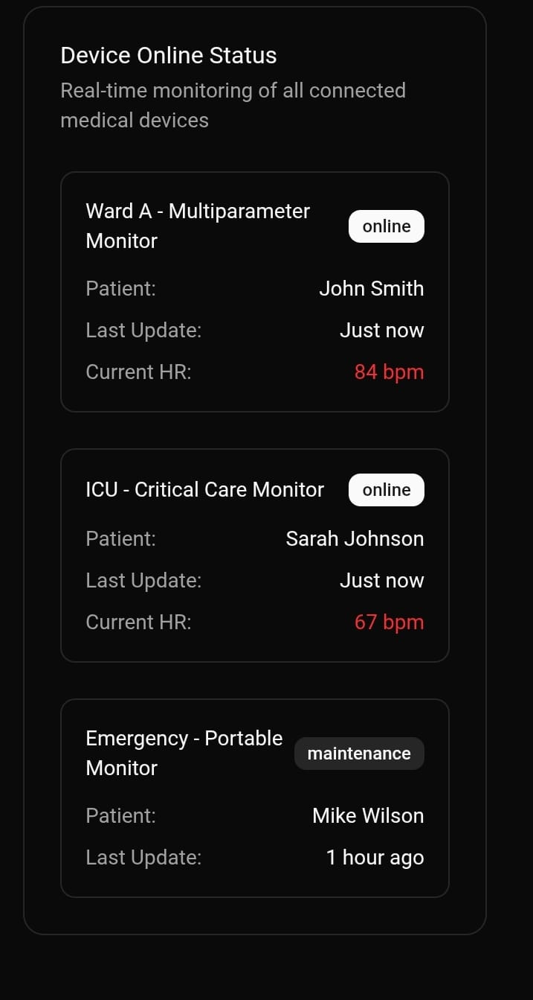 Device Online Status
Real-time monitoring of all connected
medical devices
Ward A - Multiparameter
Monitor
online
Patient: John Smith
Last Update: Just now
Current HR: 84 bpm
ICU - Critical Care Monitor online
Patient: Sarah Johnson
Last Update: Just now
Current HR: 67 bpm
Emergency - Portable
Monitor
maintenance
Patient: Mike Wilson
Last Update: 1 hour ago